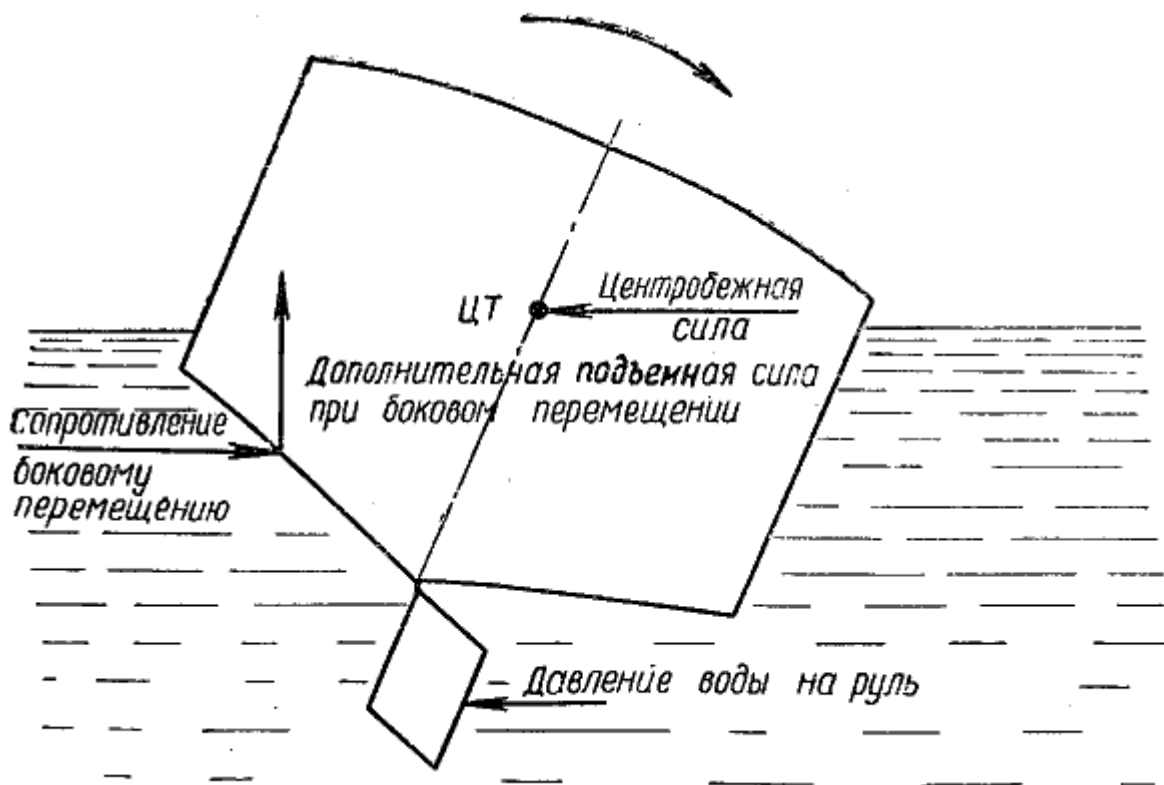 Центробежная
ЦТ
сила
Дополнительная подъемная сила
при боковом перемещении
Сопротивление
боковому
перемещению
Давление воды на руль